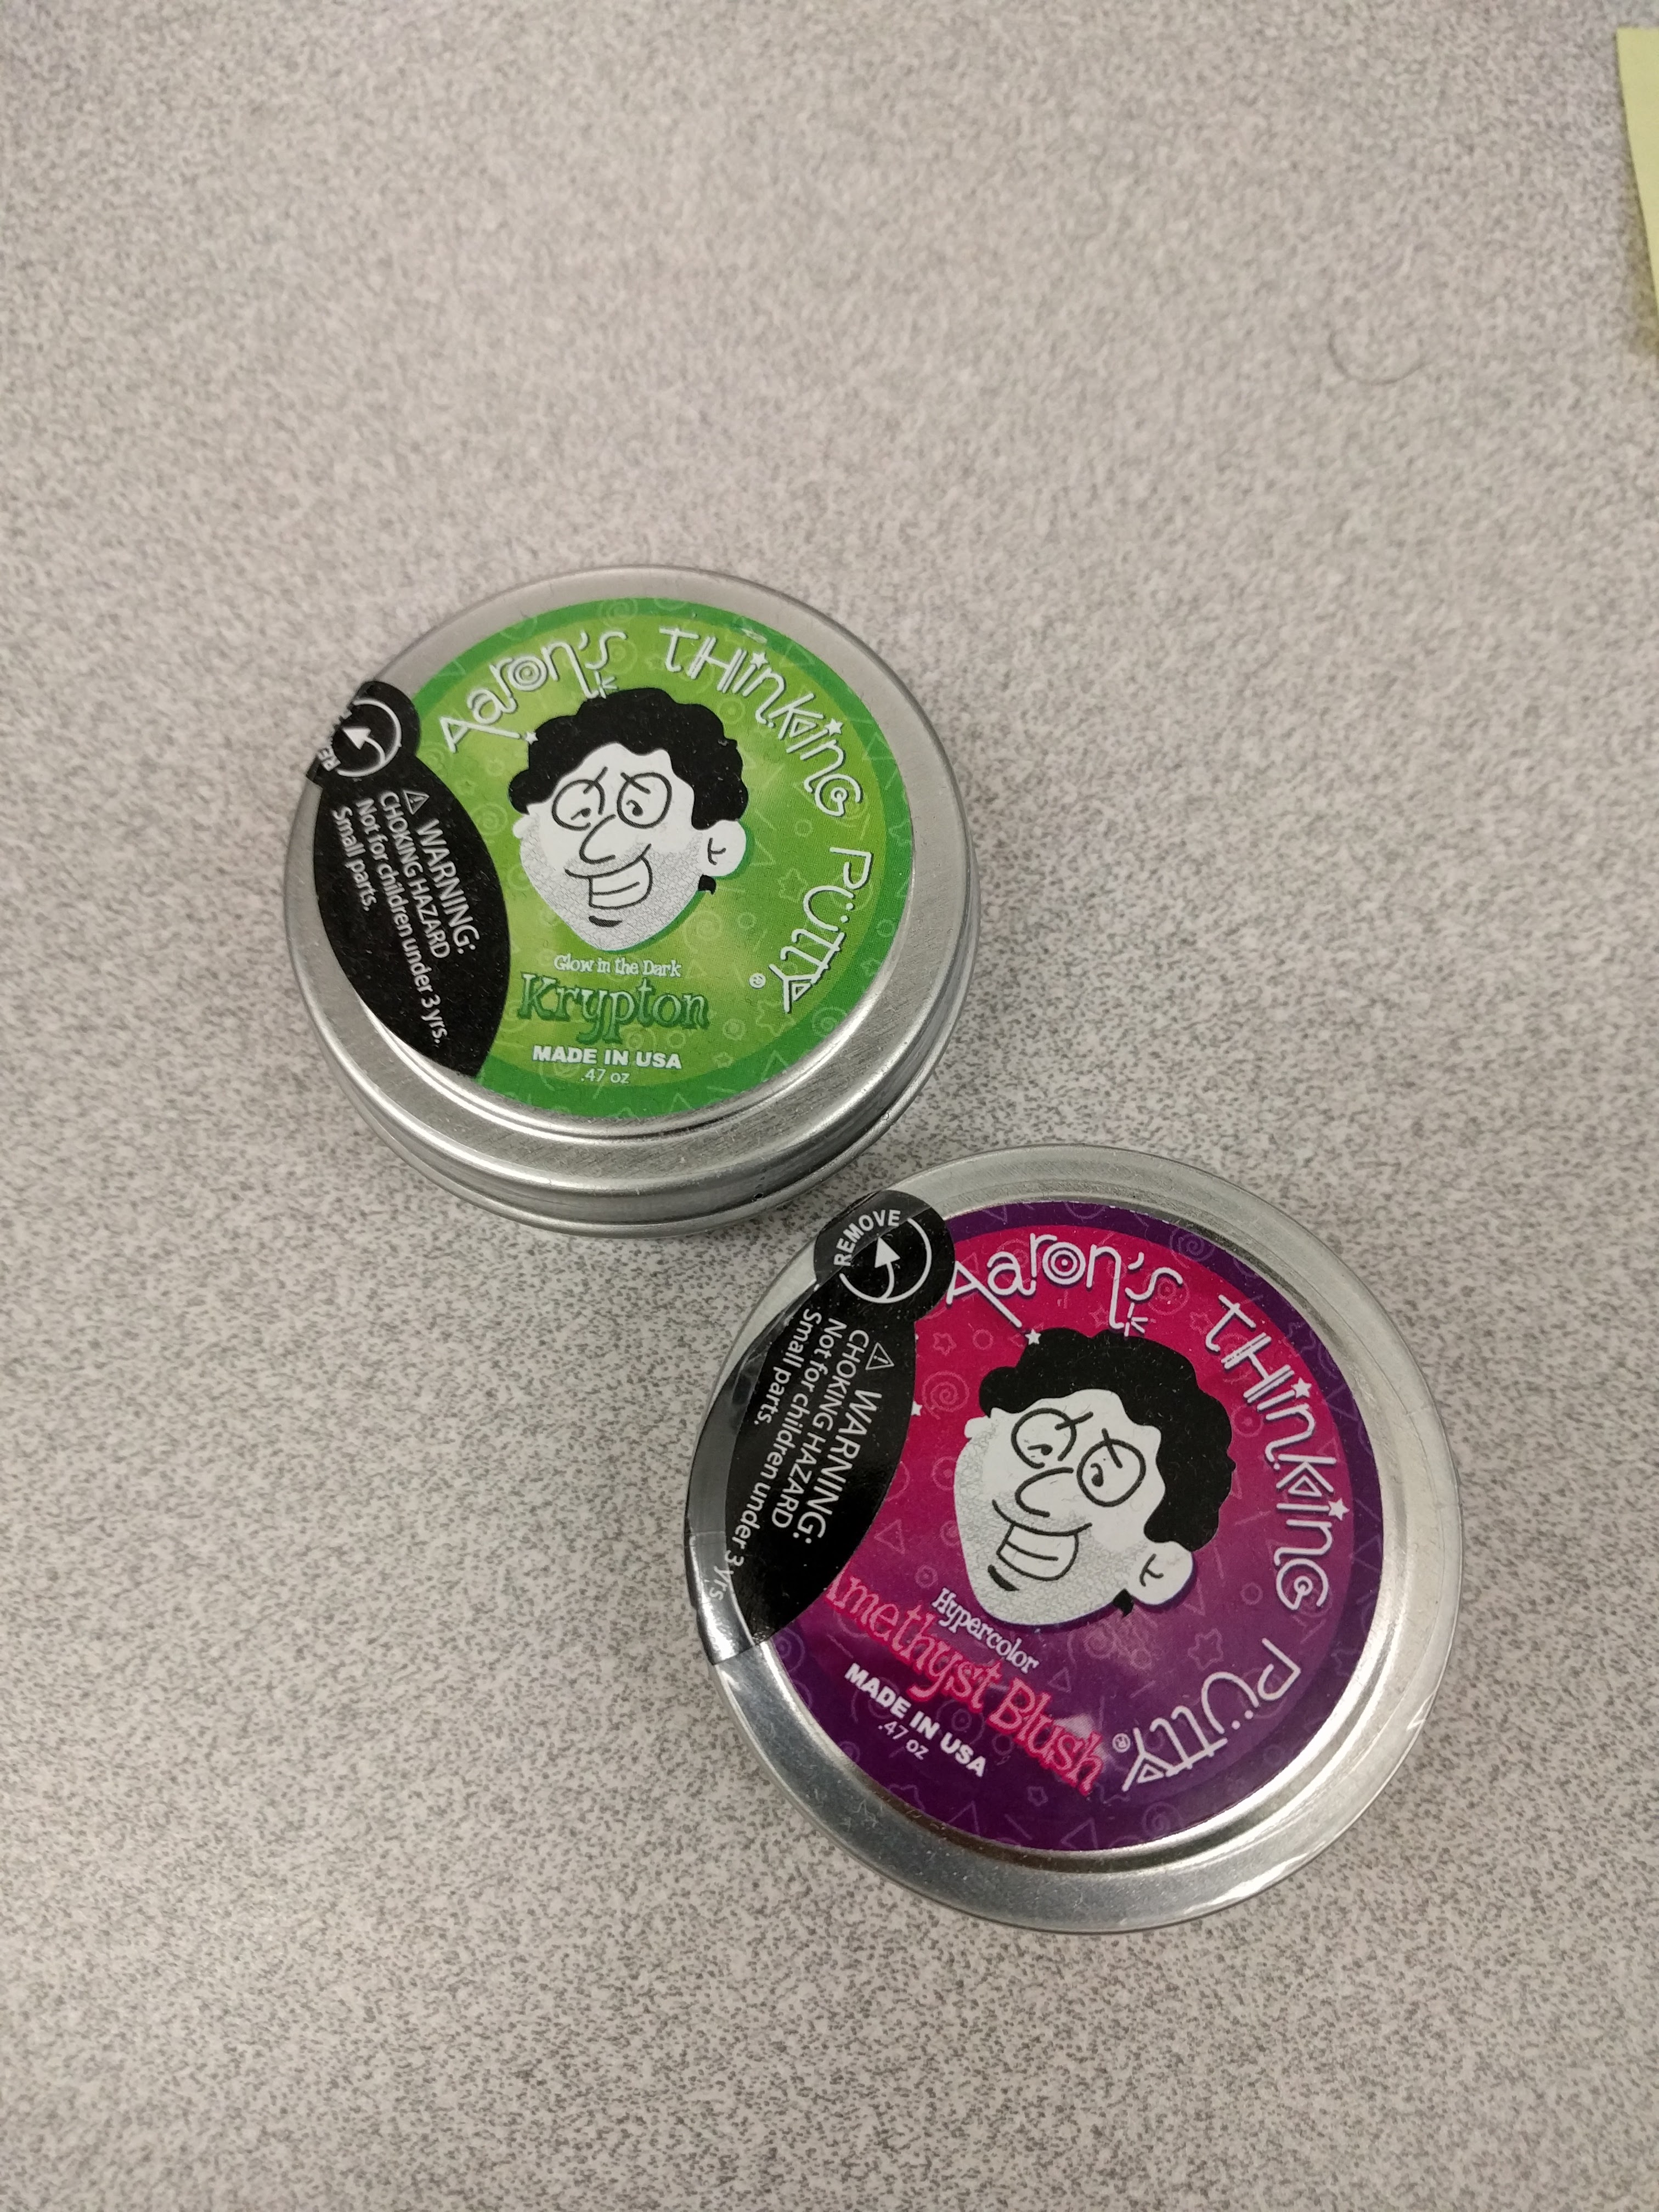 Aaron's THiNKiNG PUTTY®
Glow in the Dark
Krypton
MADE IN USA
.47 oz
⚠ WARNING:
CHOKING HAZARD
Not for children under 3 yrs.
Small parts.
Aaron's THiNKiNG PUTTY®
Hypercolor
Amethyst Blush
MADE IN USA
.47 oz
REMOVE
⚠ WARNING:
CHOKING HAZARD
Not for children under 3 yrs.
Small parts.